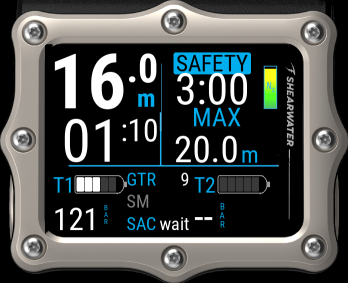 16.0 m
01:10
SAFETY
3:00
MAX
20.0m
N₂
SHEARWATER
T1 GTR 9 T2
SM
121 BAR SAC wait -- BAR